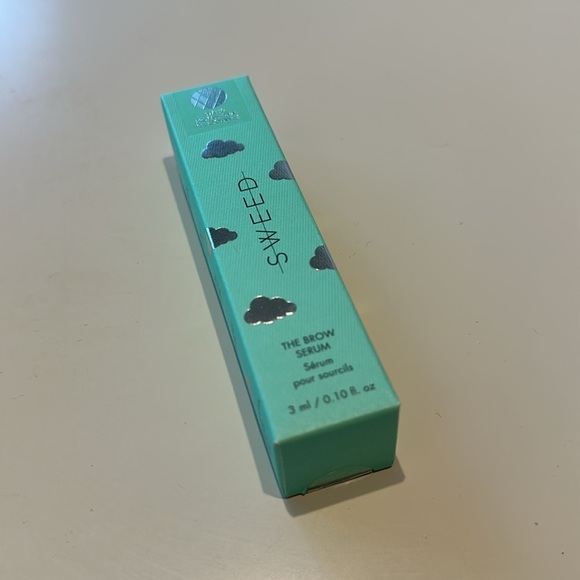 SWEED
THE BROW
SERUM
Sérum
pour sourcils
3 ml / 0.10 fl. oz